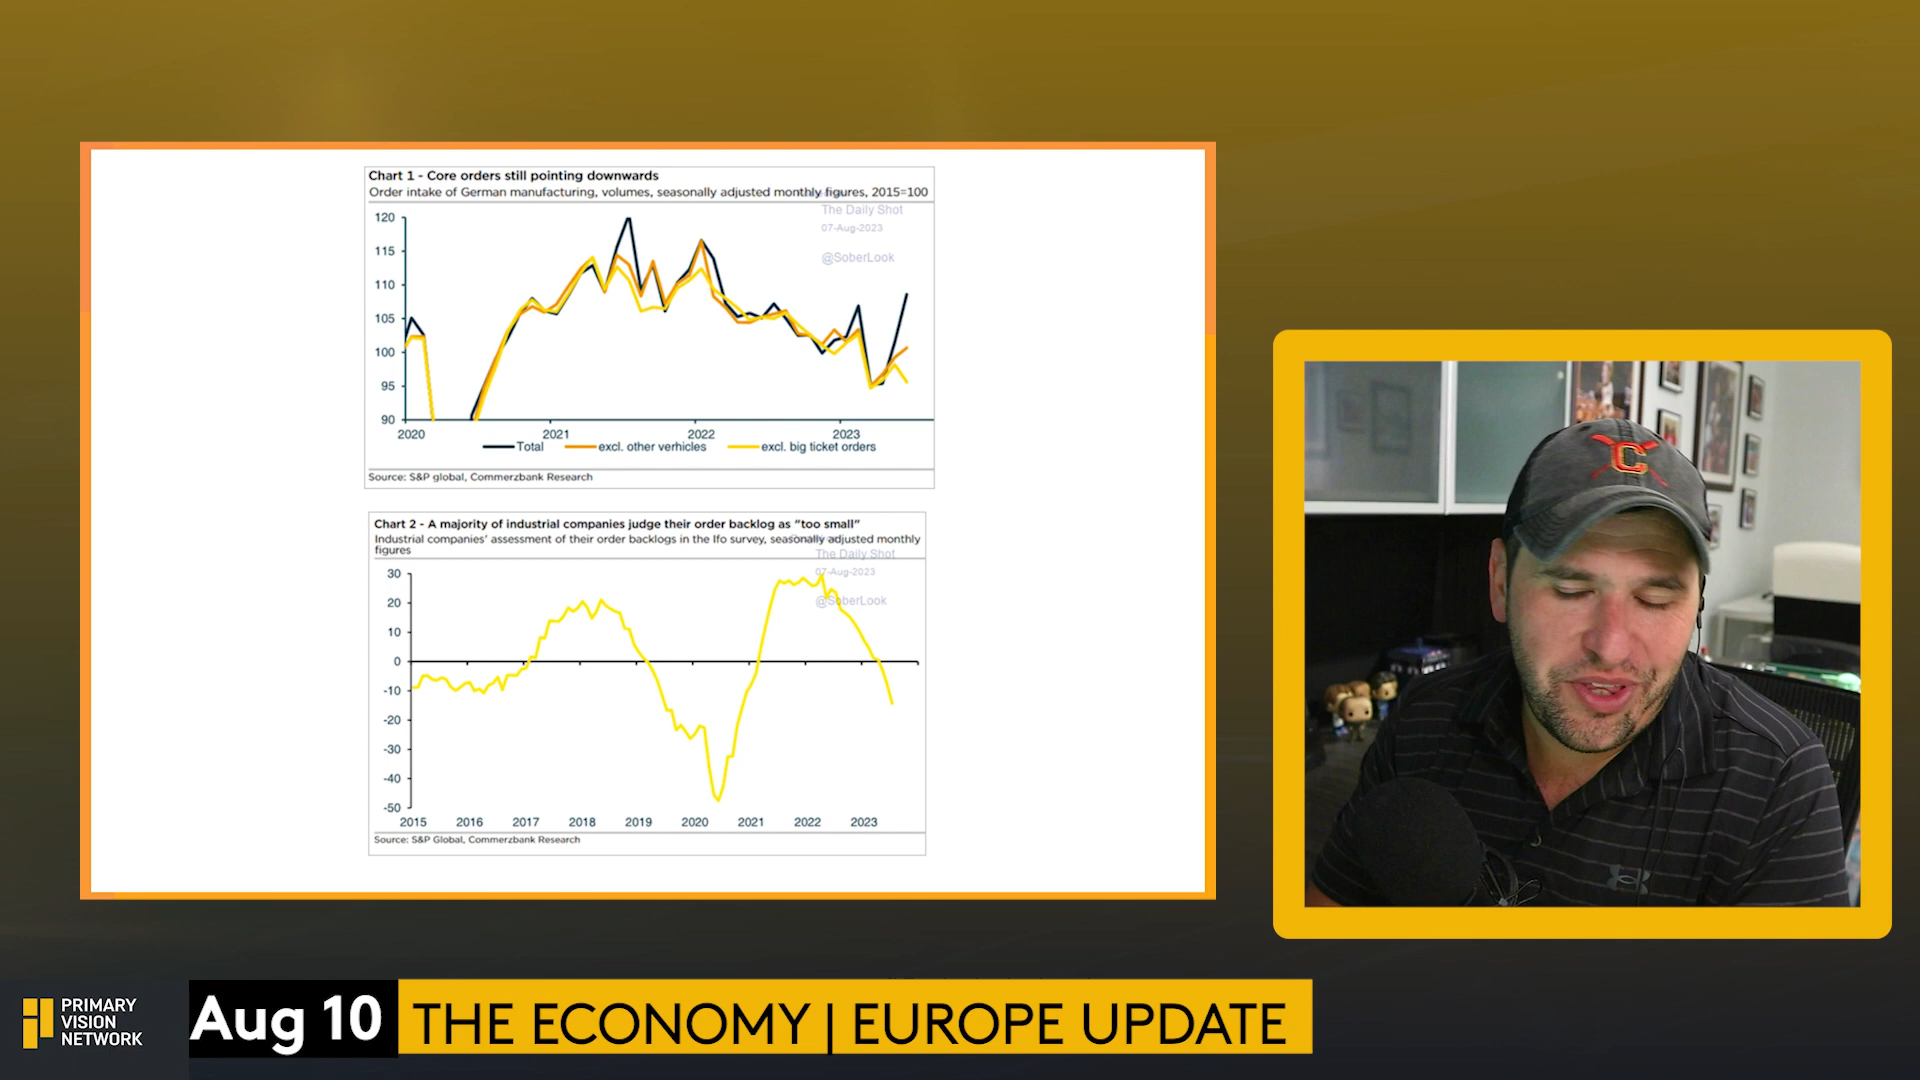 Chart 1 - Core orders still pointing downwards
Order intake of German manufacturing, volumes, seasonally adjusted monthly figures, 2015=100
The Daily Shot
07-Aug-2023
@SoberLook
120
115
110
105
100
95
90
2020 2021 2022 2023
Total excl. other verhicles excl. big ticket orders
Source: S&P global, Commerzbank Research
Chart 2 - A majority of industrial companies judge their order backlog as "too small"
Industrial companies' assessment of their order backlogs in the Ifo survey, seasonally adjusted monthly
figures
The Daily Shot
07-Aug-2023
@SoberLook
30
20
10
0
-10
-20
-30
-40
-50
2015 2016 2017 2018 2019 2020 2021 2022 2023
Source: S&P Global, Commerzbank Research
C
PRIMARY
VISION
NETWORK
Aug 10
THE ECONOMY | EUROPE UPDATE